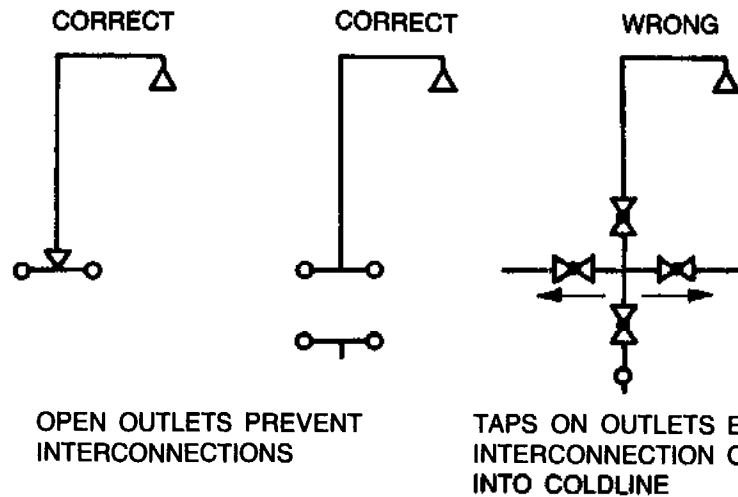 CORRECT
CORRECT
WRONG
OPEN OUTLETS PREVENT
INTERCONNECTIONS
TAPS ON OUTLETS
INTERCONNECTION
INTO COLDLINE